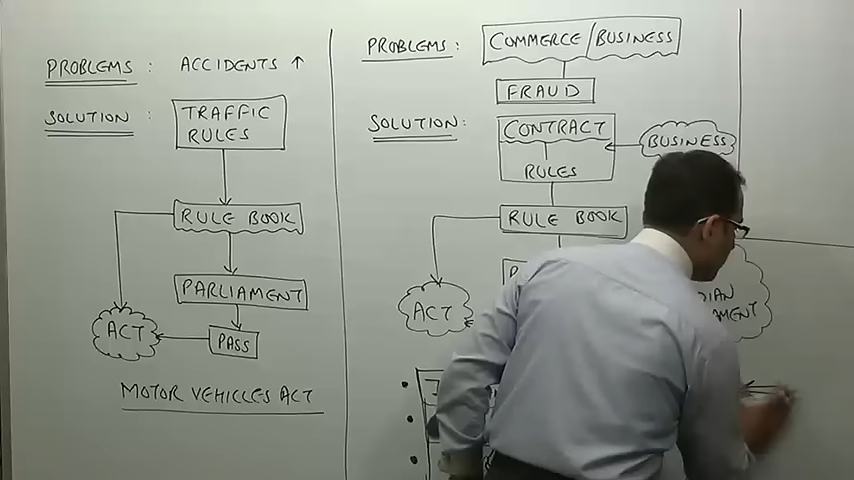 PROBLEMS : ACCIDENTS ↑
SOLUTION :
TRAFFIC
RULES
RULE BOOK
PARLIAMENT
ACT
PASS
MOTOR VEHICLES ACT
PROBLEMS :
COMMERCE/BUSINESS
FRAUD
SOLUTION :
CONTRACT
RULES
BUSINESS
RULE BOOK
ACT